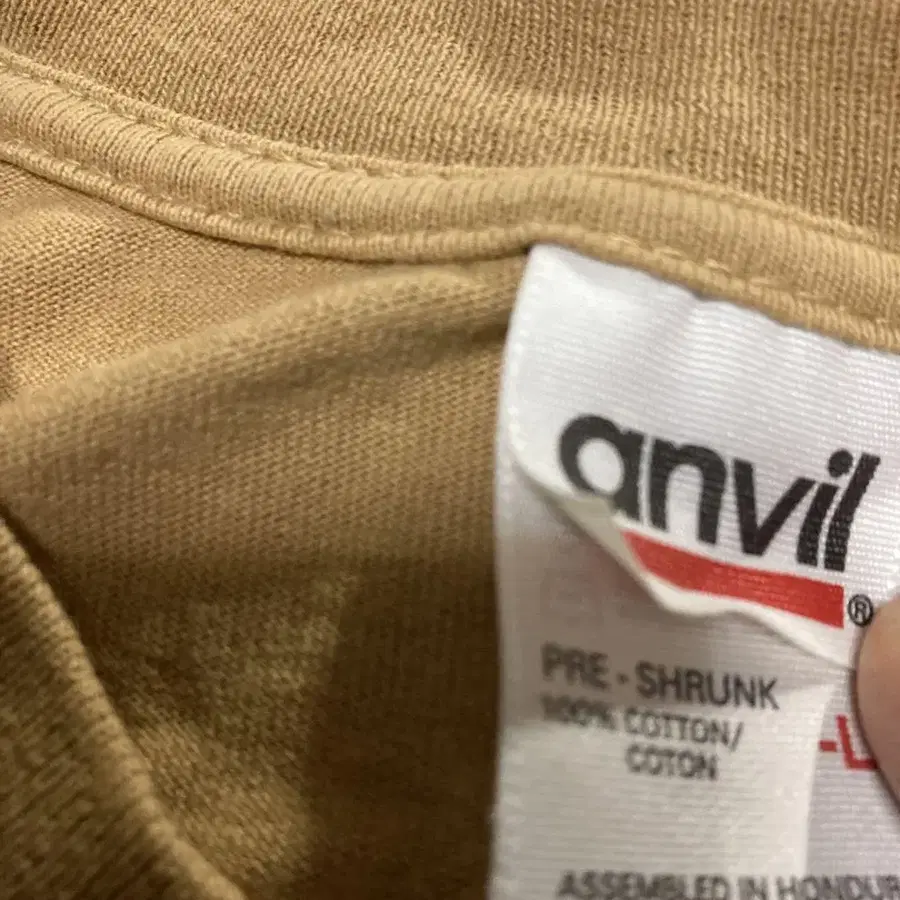 anvil
®
PRE - SHRUNK
100% COTTON/
COTON
ASSEMBLED IN HONDUR